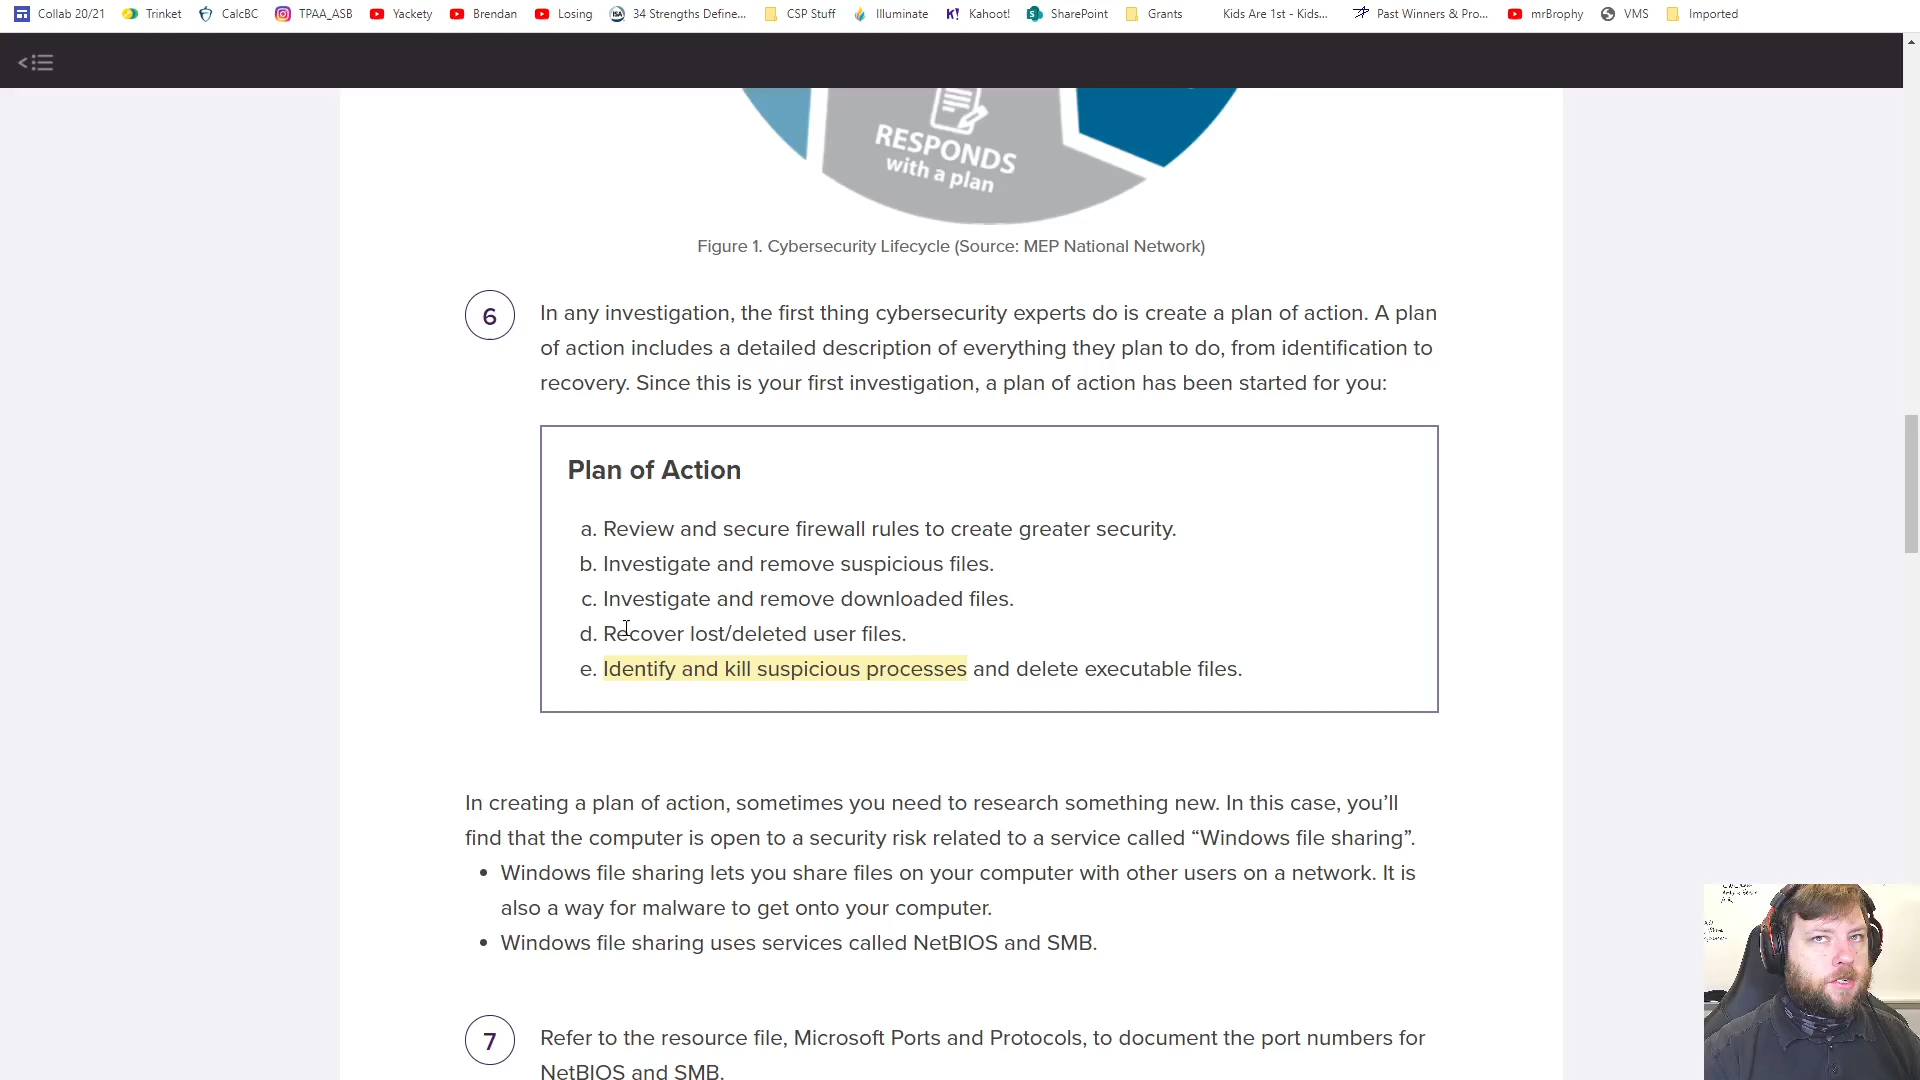 Collab 20/21 Trinket CalcBC TPAA_ASB Yackety Brendan Losing 34 Strengths Define... CSP Stuff Illuminate Kahoot! SharePoint Grants Kids Are 1st - Kids... Past Winners & Pro... mrBrophy VMS Imported
RESPONDS
with a plan
Figure 1. Cybersecurity Lifecycle (Source: MEP National Network)
6 In any investigation, the first thing cybersecurity experts do is create a plan of action. A plan
of action includes a detailed description of everything they plan to do, from identification to
recovery. Since this is your first investigation, a plan of action has been started for you:
Plan of Action
a. Review and secure firewall rules to create greater security.
b. Investigate and remove suspicious files.
c. Investigate and remove downloaded files.
d. Recover lost/deleted user files.
e. Identify and kill suspicious processes and delete executable files.
In creating a plan of action, sometimes you need to research something new. In this case, you’ll
find that the computer is open to a security risk related to a service called “Windows file sharing”.
• Windows file sharing lets you share files on your computer with other users on a network. It is
also a way for malware to get onto your computer.
• Windows file sharing uses services called NetBIOS and SMB.
7 Refer to the resource file, Microsoft Ports and Protocols, to document the port numbers for
NetBIOS and SMB.